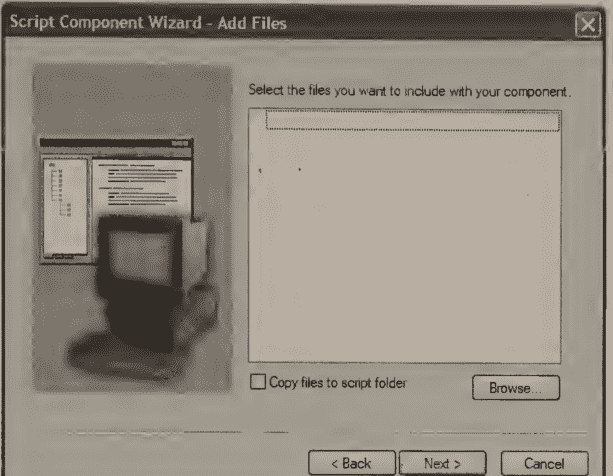 Script Component Wizard - Add Files
Select the files you want to include with your component.
Copy files to script folder
Browse...
< Back
Next >
Cancel